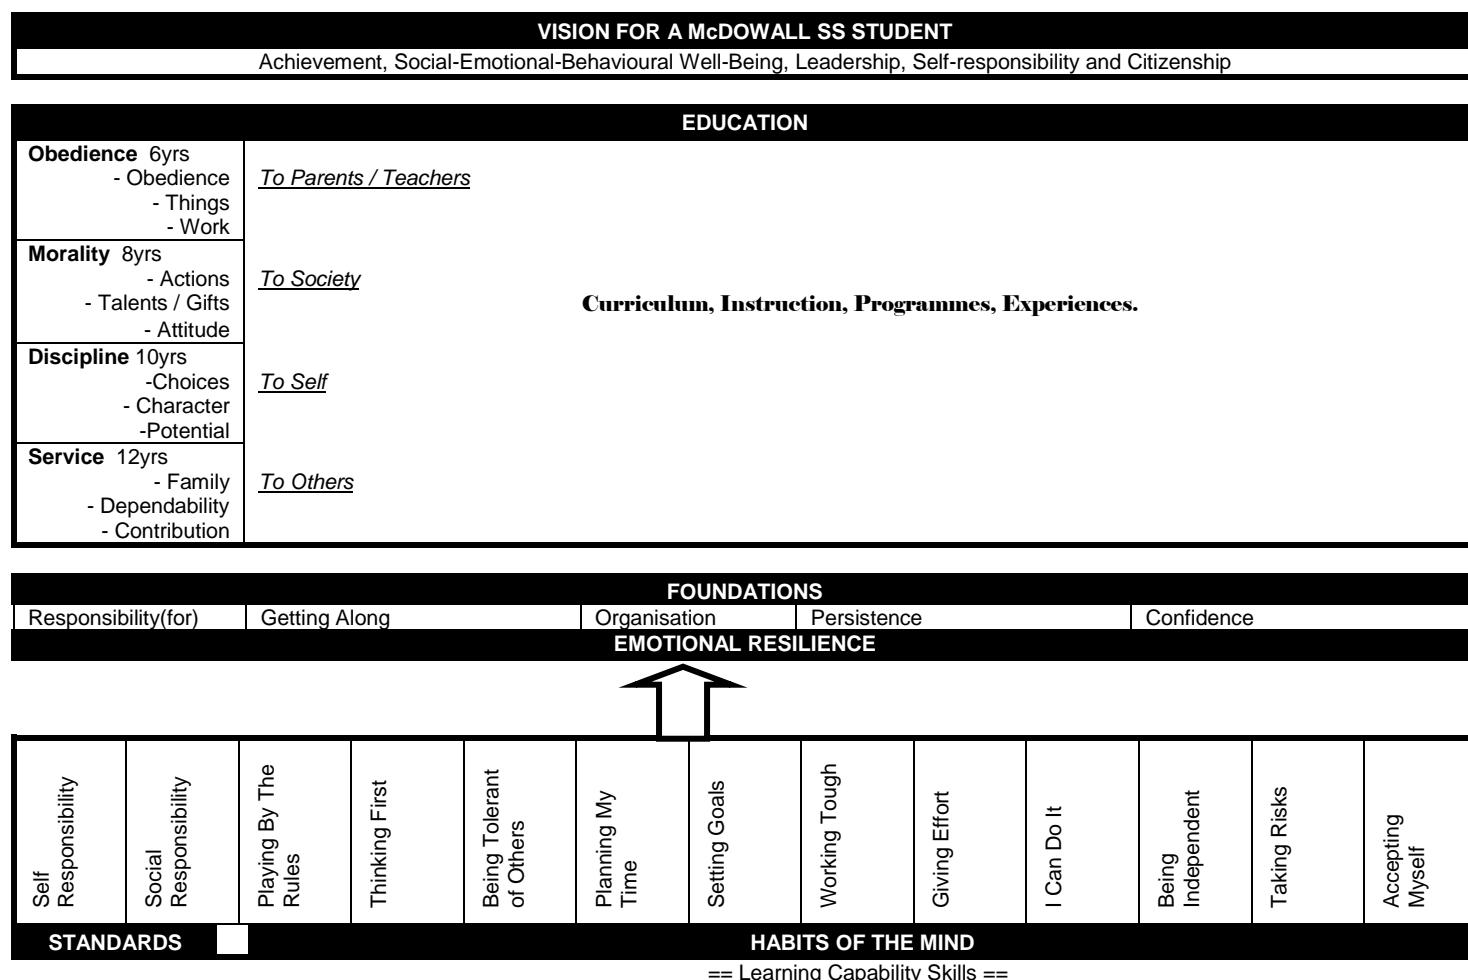 VISION FOR A McDOWALL SS STUDENT
Achievement, Social-Emotional-Behavioural Well-Being, Leadership, Self-responsibility and Citizenship
EDUCATION
Obedience 6yrs
- Obedience
To Parents / Teachers
- Things
- Work
Morality 8yrs
- Actions
To Society
- Talents / Gifts
Curriculum, Instruction, Programmes, Experiences.
- Attitude
Discipline 10yrs
-Choices
To Self
- Character
-Potential
Service 12yrs
- Family
To Others
- Dependability
- Contribution
FOUNDATIONS
Responsibility(for)
Getting Along
Organisation
Persistence
Confidence
EMOTIONAL RESILIENCE
Self
Responsibility
Social
Responsibility
Playing By The
Rules
Thinking First
Being Tolerant
of Others
Planning My
Time
Setting Goals
Working Tough
Giving Effort
I Can Do It
Being
Independent
Taking Risks
Accepting
Myself
STANDARDS
HABITS OF THE MIND
== Learning Capability Skills ==